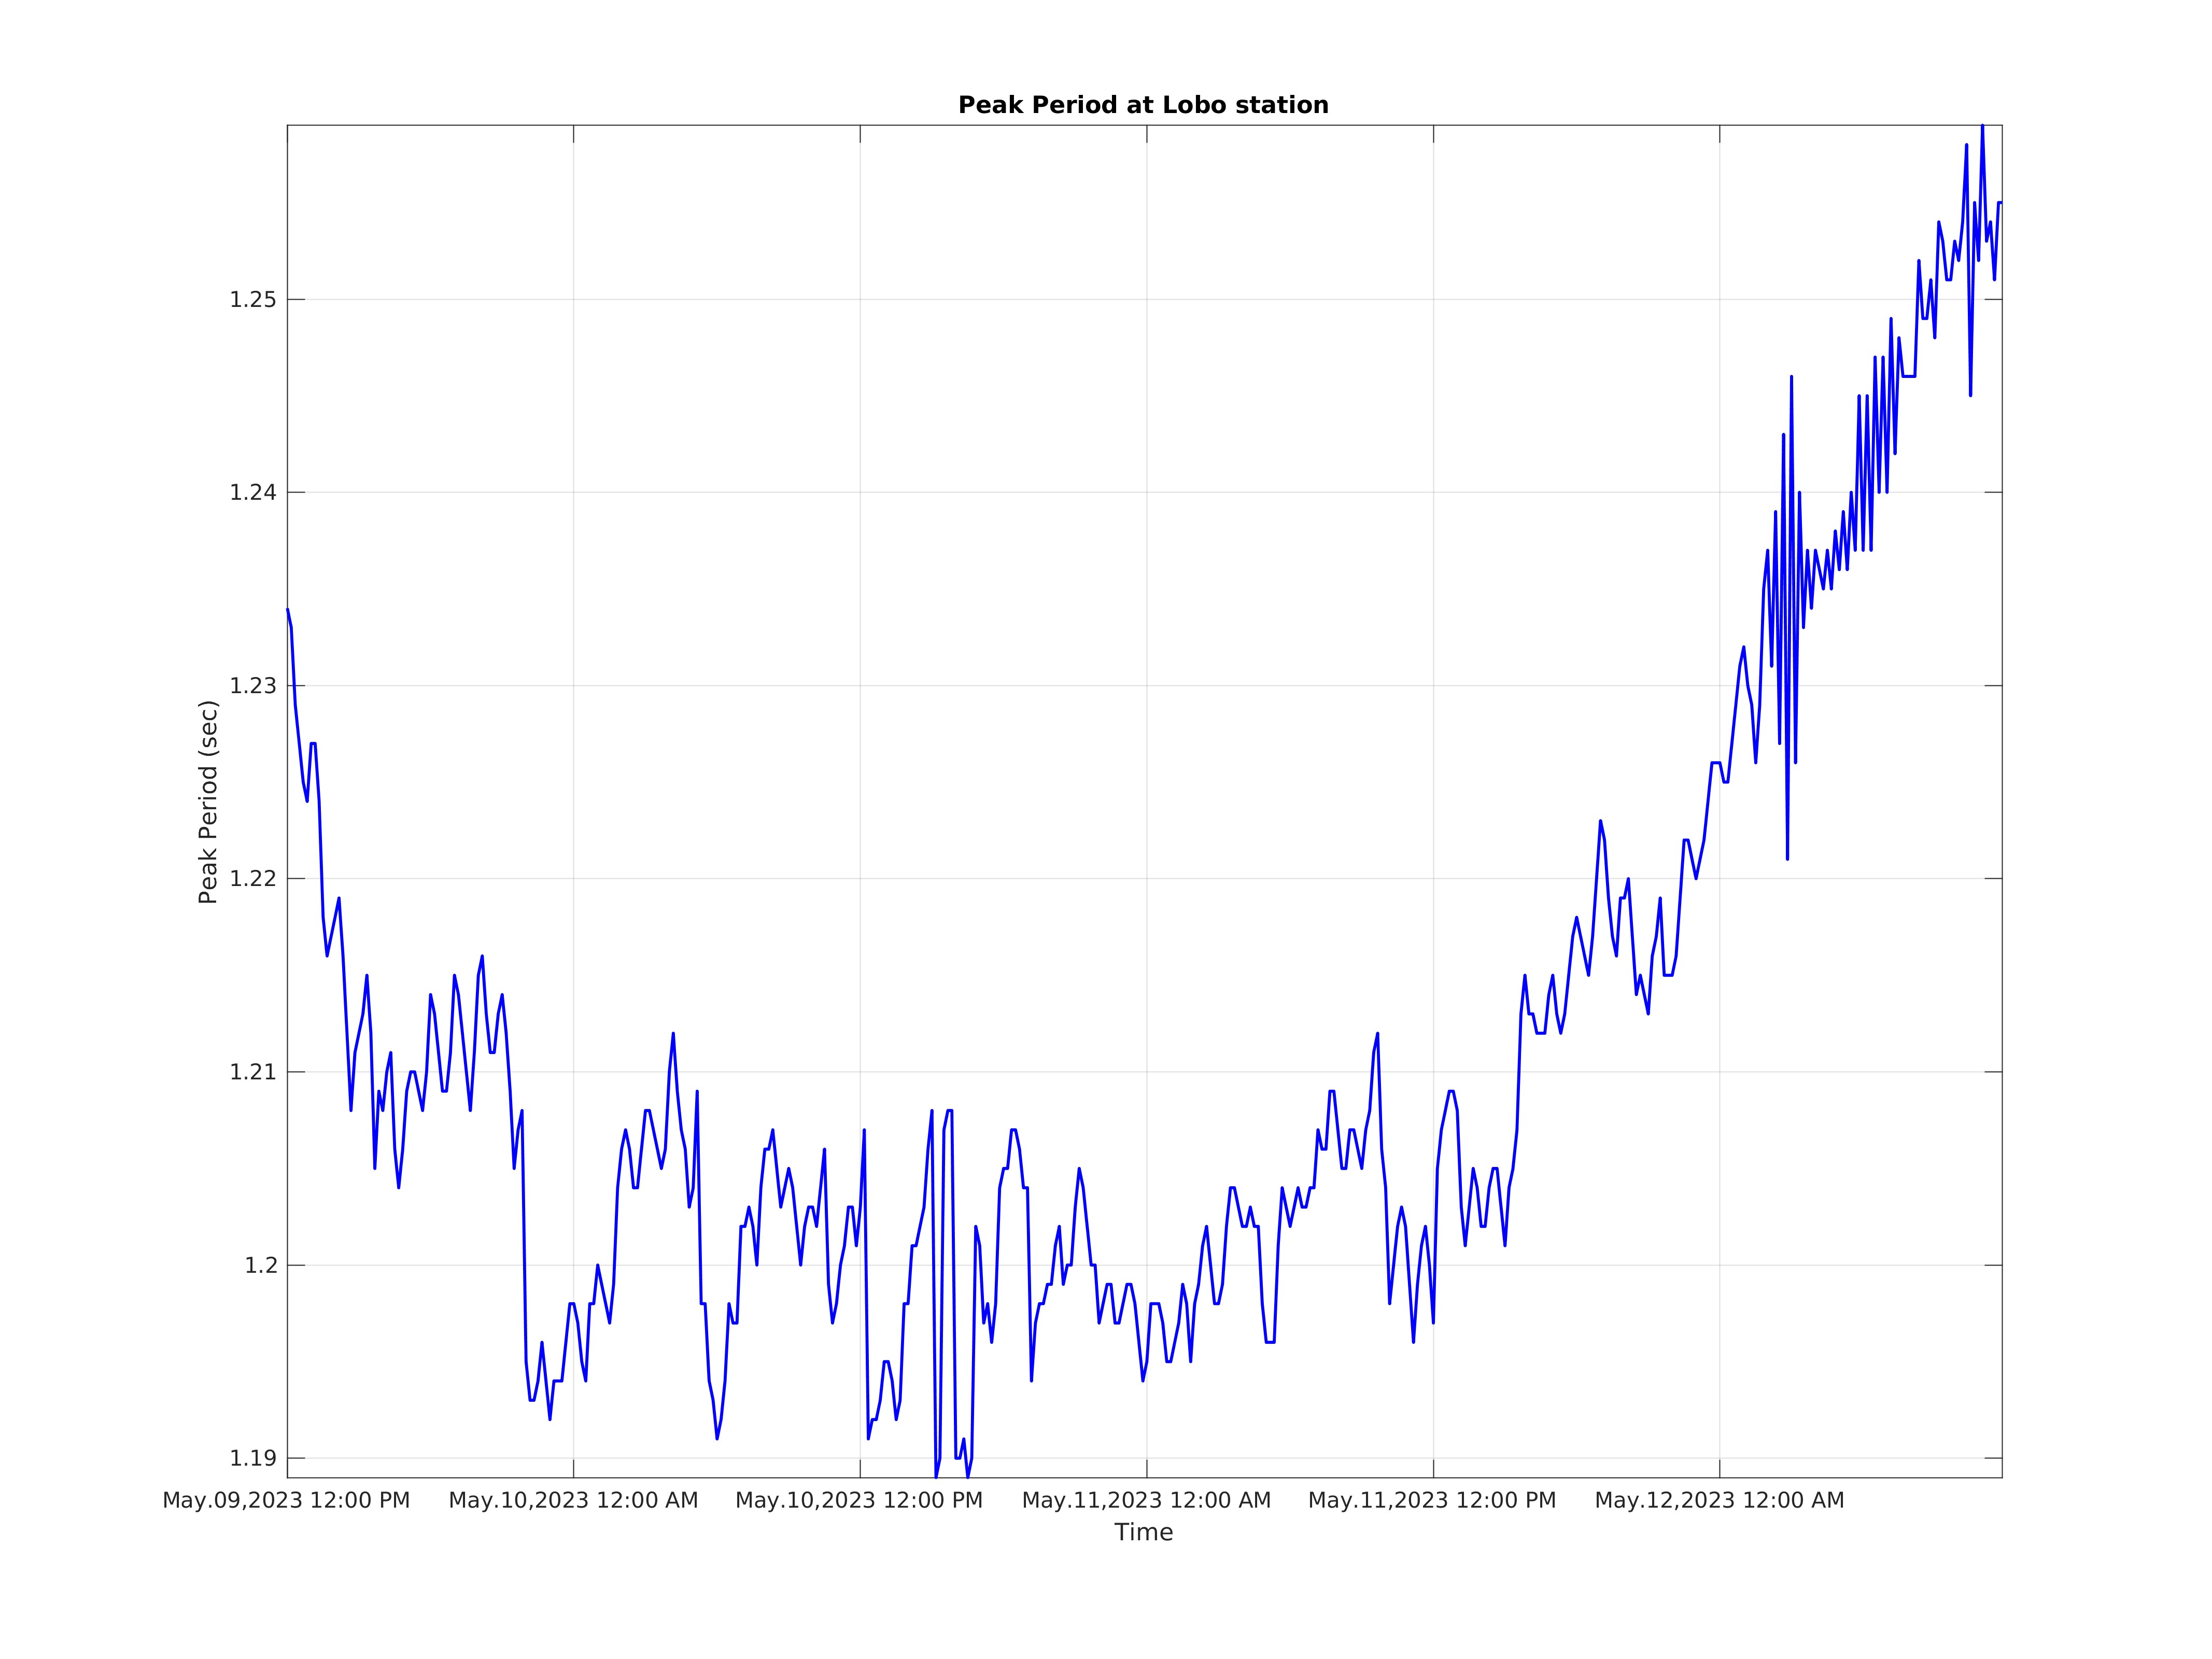 Peak Period at Lobo station
Peak Period (sec)
1.25
1.24
1.23
1.22
1.21
1.2
1.19
May.09,2023 12:00 PM
May.10,2023 12:00 AM
May.10,2023 12:00 PM
May.11,2023 12:00 AM
May.11,2023 12:00 PM
May.12,2023 12:00 AM
Time